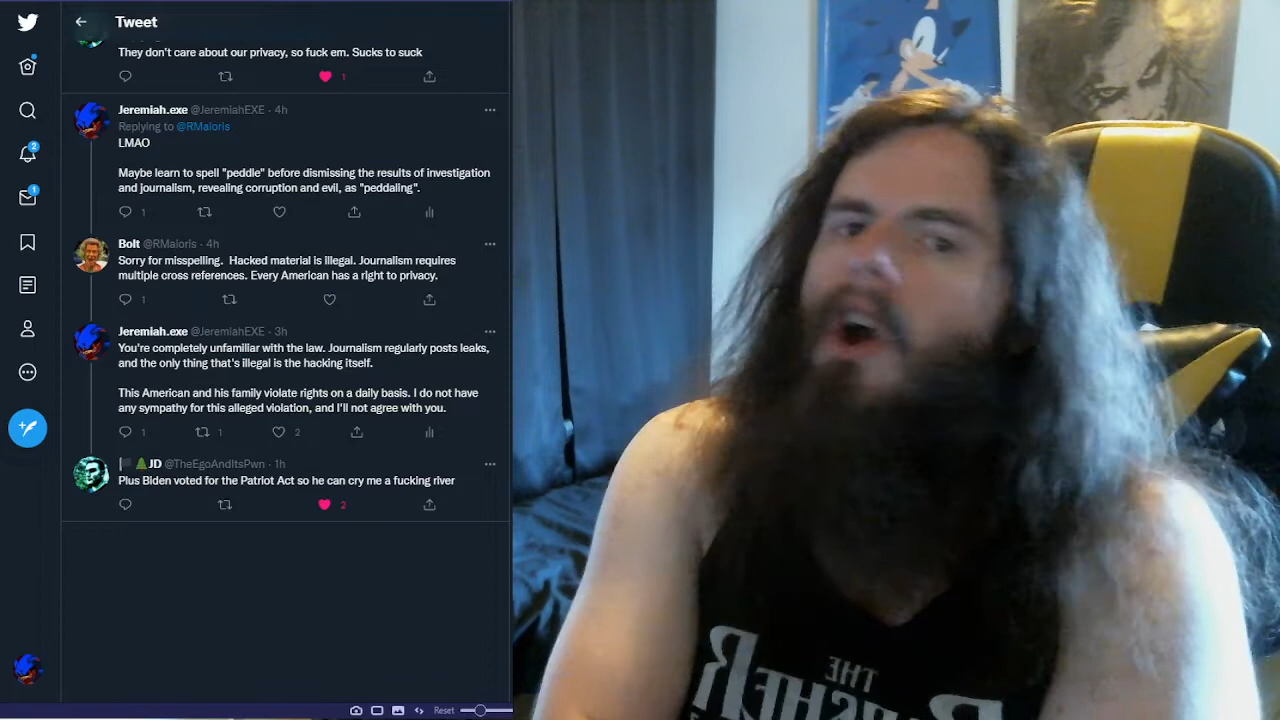 Tweet
They don't care about our privacy, so fuck em. Sucks to suck
1
Jeremiah.exe @JeremiahEXE · 4h
Replying to @RMaioris
LMAO
Maybe learn to spell "peddle" before dismissing the results of investigation
and journalism, revealing corruption and evil, as "peddaling".
1
Bolt @RMaioris · 4h
Sorry for misspelling. Hacked material is illegal. Journalism requires
multiple cross references. Every American has a right to privacy.
1
Jeremiah.exe @JeremiahEXE · 3h
You're completely unfamiliar with the law. Journalism regularly posts leaks,
and the only thing that's illegal is the hacking itself.
This American and his family violate rights on a daily basis. I do not have
any sympathy for this alleged violation, and I'll not agree with you.
1 1 2
JD @TheEgoAndItsPwn · 1h
Plus Biden voted for the Patriot Act so he can cry me a fucking river
2
2
1
Reset
THE